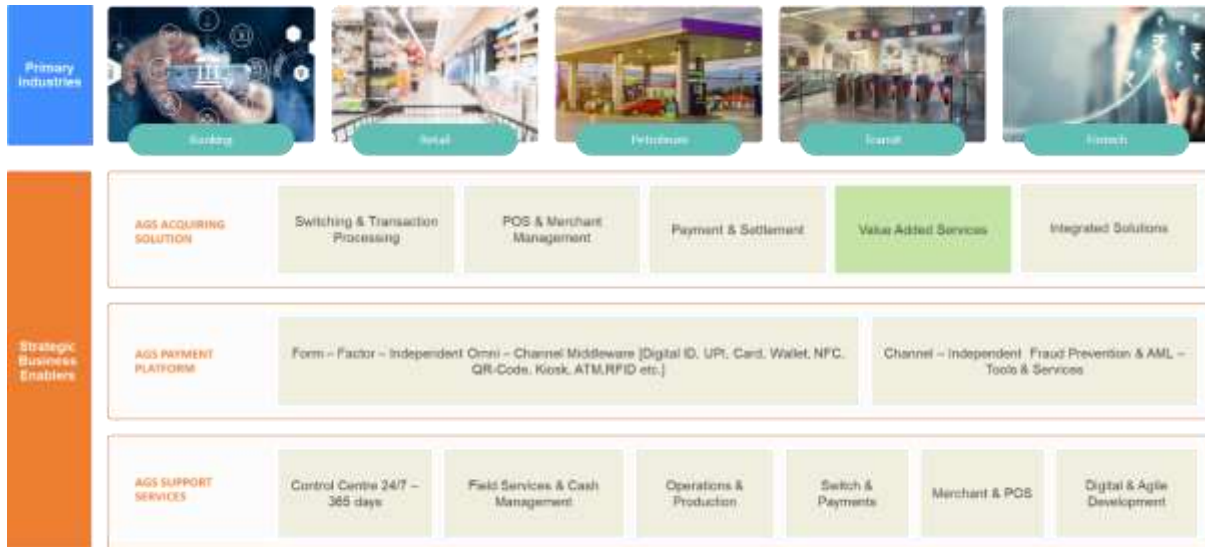 Primary
Industries
Banking
Retail
Petroleum
Transit
Fintech
Strategic
Business
Enablers
AGS ACQUIRING
SOLUTION
Switching & Transaction
Processing
POS & Merchant
Management
Payment & Settlement
Value Added Services
Integrated Solutions
AGS PAYMENT
PLATFORM
Form – Factor – Independent Omni – Channel Middleware [Digital ID, UPI, Card, Wallet, NFC,
QR-Code, Kiosk, ATM,RFID etc.]
Channel – Independent Fraud Prevention & AML –
Tools & Services
AGS SUPPORT
SERVICES
Control Centre 24/7 –
365 days
Field Services & Cash
Management
Operations &
Production
Switch &
Payments
Merchant & POS
Digital & Agile
Development